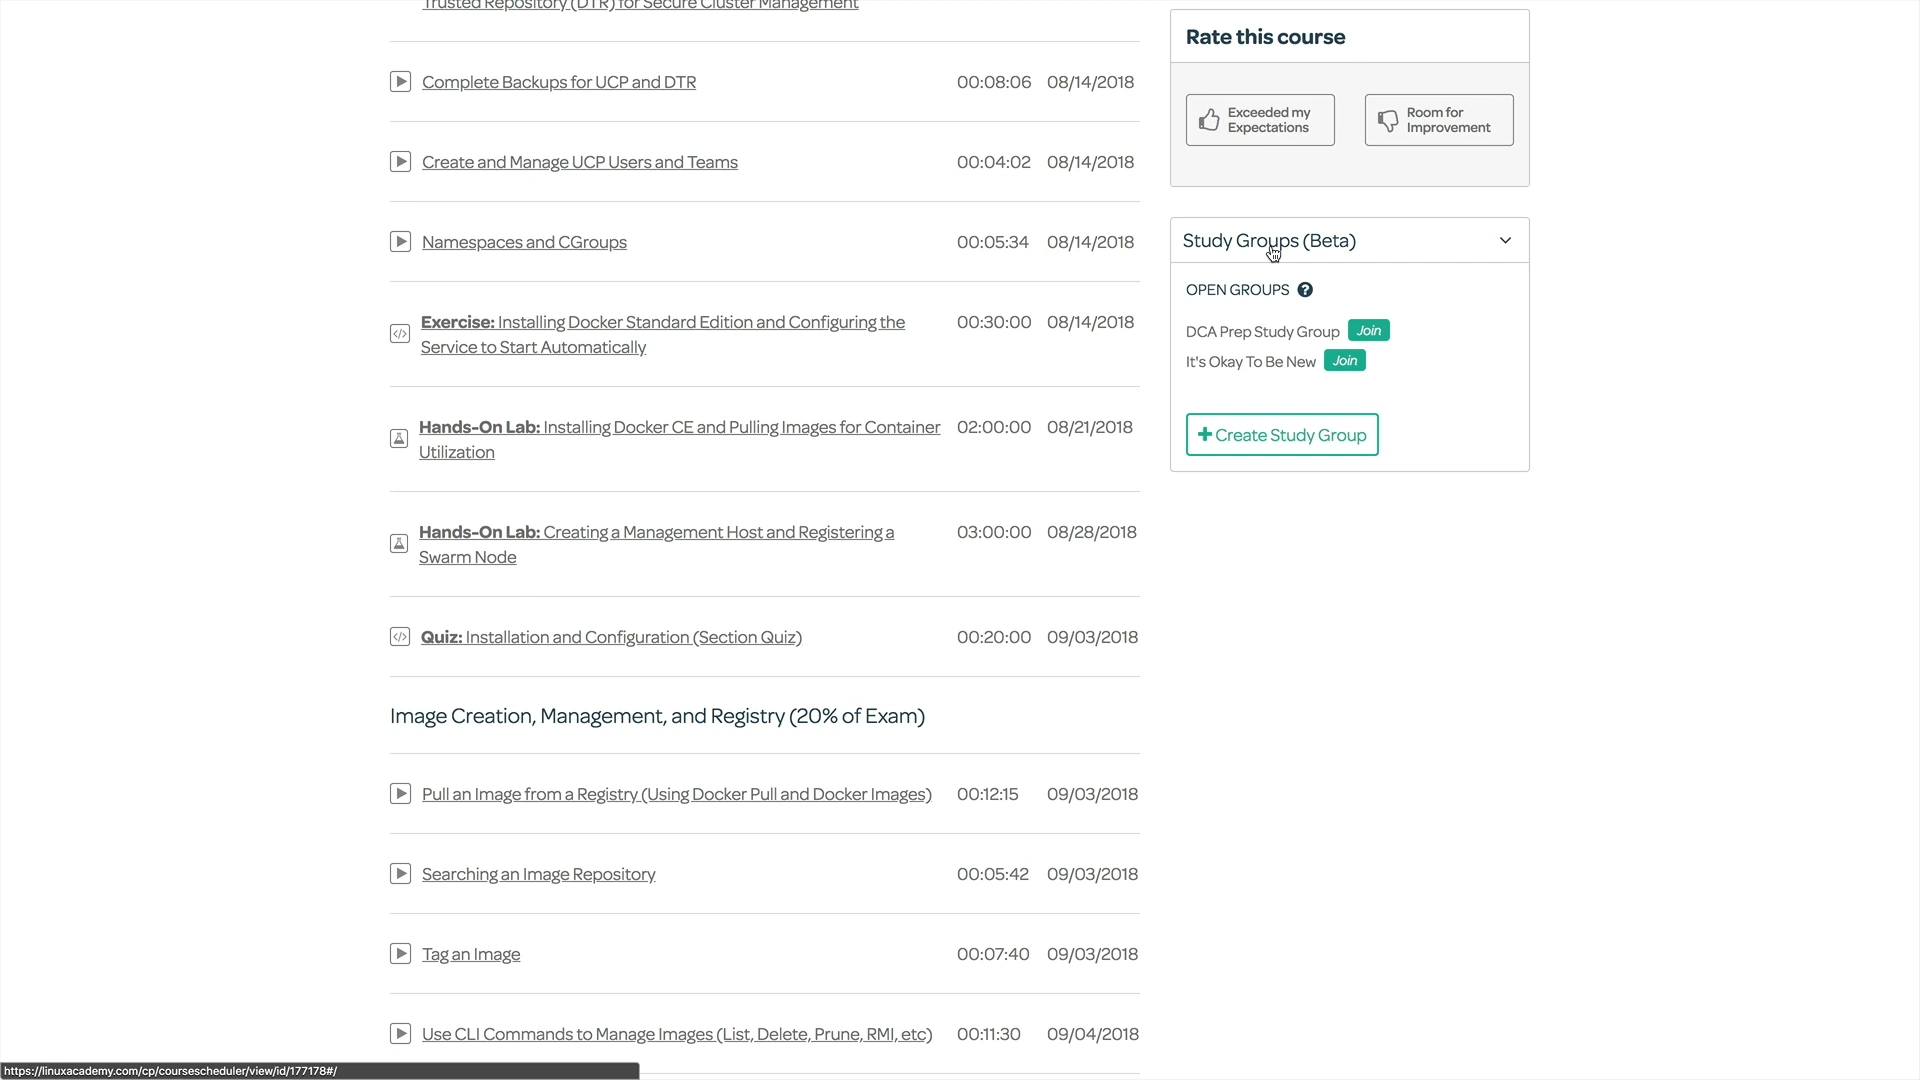 Trusted Repository (DTR) for Secure Cluster Management
Complete Backups for UCP and DTR 00:08:06 08/14/2018
Create and Manage UCP Users and Teams 00:04:02 08/14/2018
Namespaces and CGroups 00:05:34 08/14/2018
Exercise: Installing Docker Standard Edition and Configuring the 00:30:00 08/14/2018
Service to Start Automatically
Hands-On Lab: Installing Docker CE and Pulling Images for Container 02:00:00 08/21/2018
Utilization
Hands-On Lab: Creating a Management Host and Registering a 03:00:00 08/28/2018
Swarm Node
Quiz: Installation and Configuration (Section Quiz) 00:20:00 09/03/2018
Image Creation, Management, and Registry (20% of Exam)
Pull an Image from a Registry (Using Docker Pull and Docker Images) 00:12:15 09/03/2018
Searching an Image Repository 00:05:42 09/03/2018
Tag an Image 00:07:40 09/03/2018
Use CLI Commands to Manage Images (List, Delete, Prune, RMI, etc) 00:11:30 09/04/2018
Rate this course
Exceeded my
Expectations
Room for
Improvement
Study Groups (Beta)
OPEN GROUPS ?
DCA Prep Study Group Join
It's Okay To Be New Join
+ Create Study Group
https://linuxacademy.com/cp/coursescheduler/view/id/177178#/